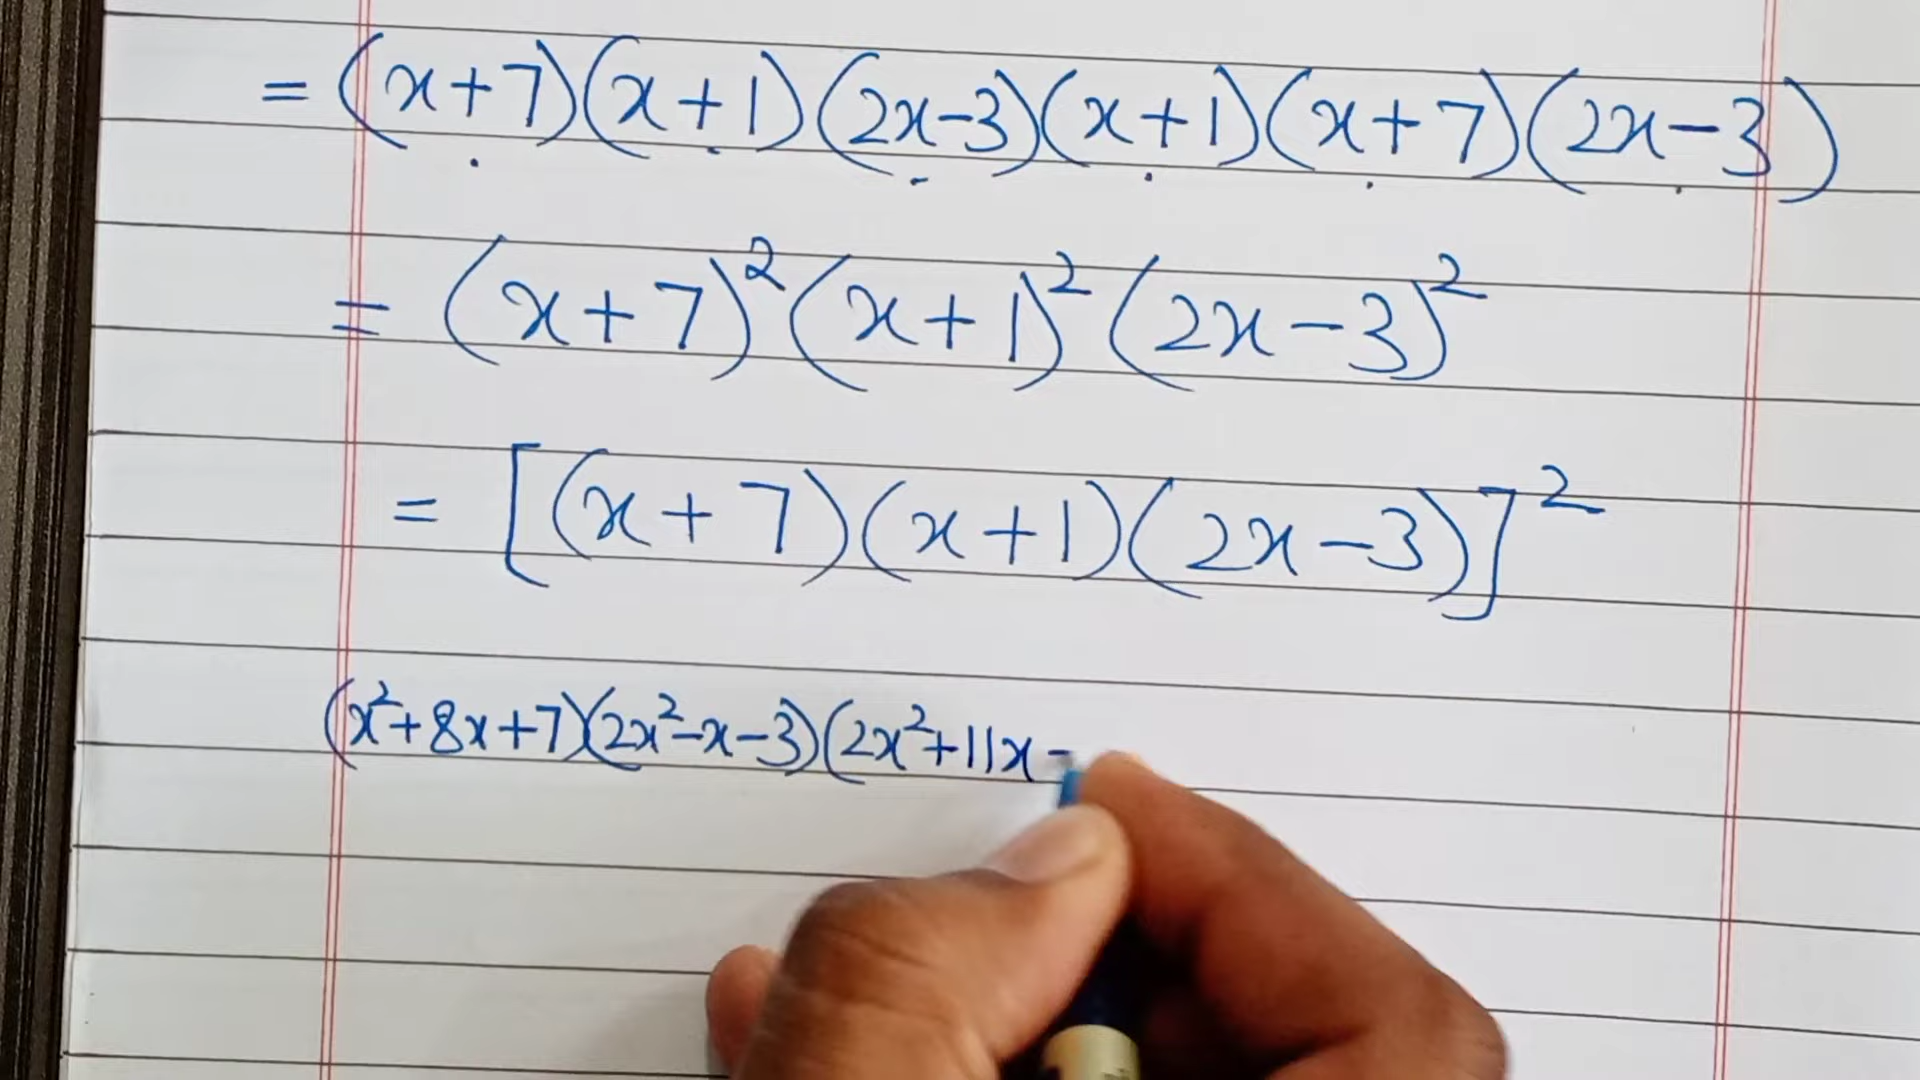 = (x+7)(x+1)(2x-3)(x+1)(x+7)(2x-3)
= (x+7)²(x+1)²(2x-3)²
= [(x+7)(x+1)(2x-3)]²
(x²+8x+7)(2x²-x-3)(2x²+11x-